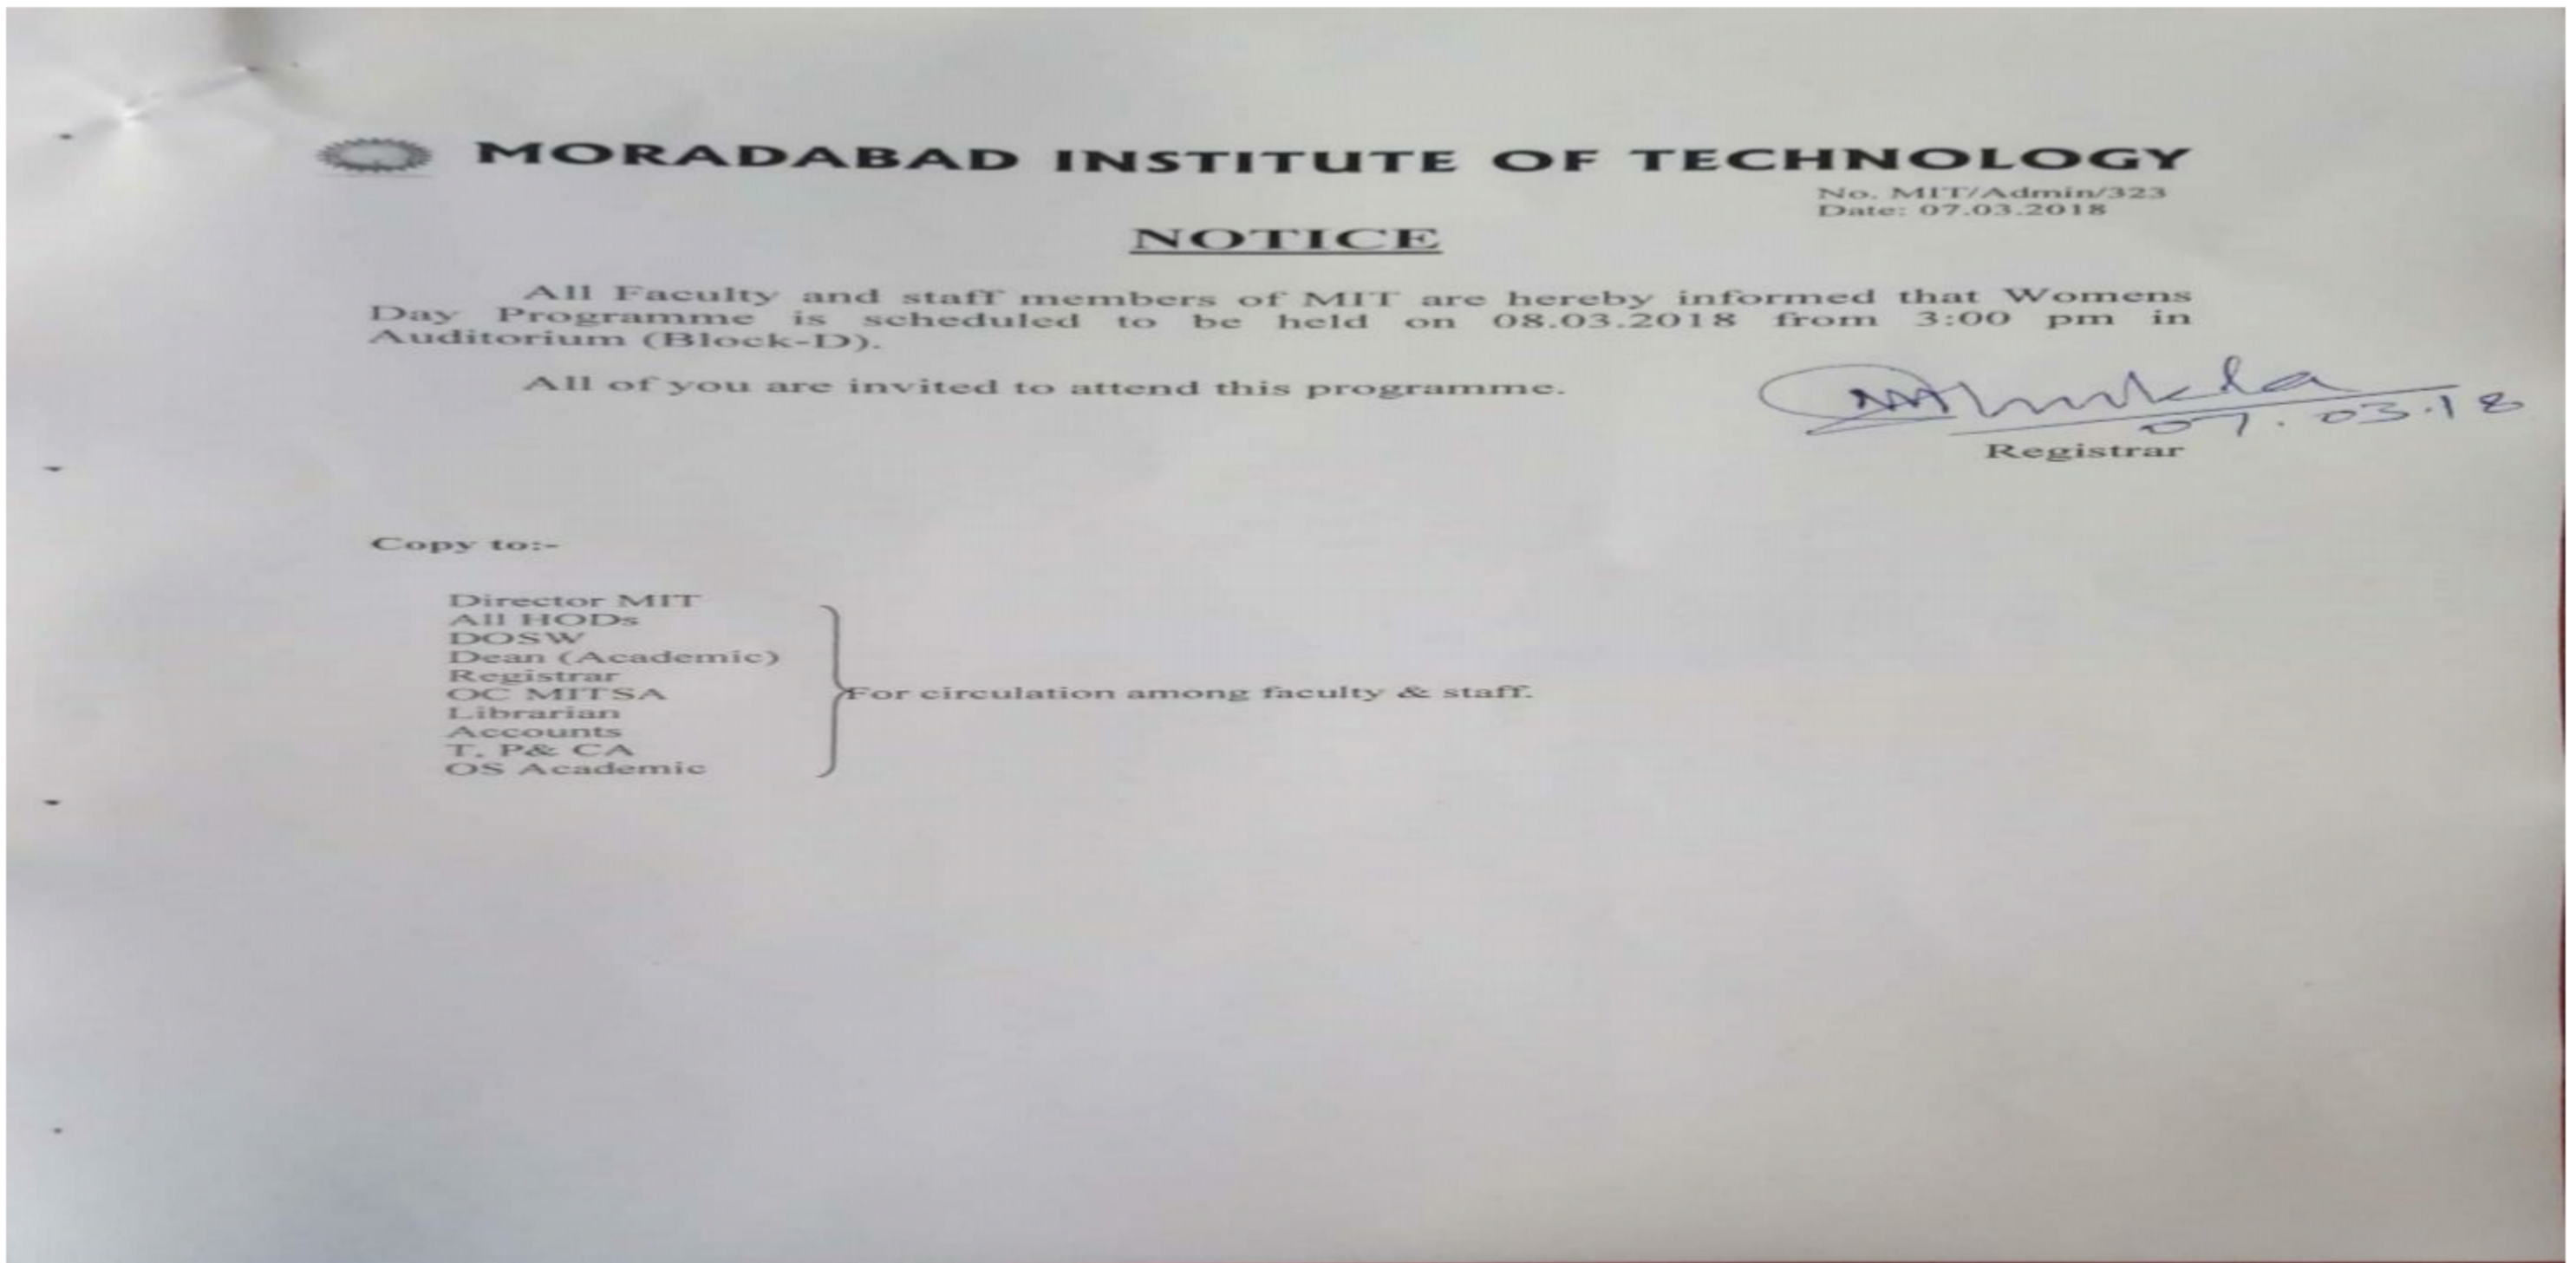 MORADABAD INSTITUTE OF TECHNOLOGY
No. MIT/Admin/323
Date: 07.03.2018
NOTICE
All Faculty and staff members of MIT are hereby informed that Womens
Day Programme is scheduled to be held on 08.03.2018 from 3:00 pm in
Auditorium (Block-D).
All of you are invited to attend this programme.
07.03.18
Registrar
Copy to:-
Director MIT
All HODs
DOSW
Dean (Academic)
Registrar
OC MITSA
For circulation among faculty & staff.
Librarian
Accounts
T, P& CA
OS Academic